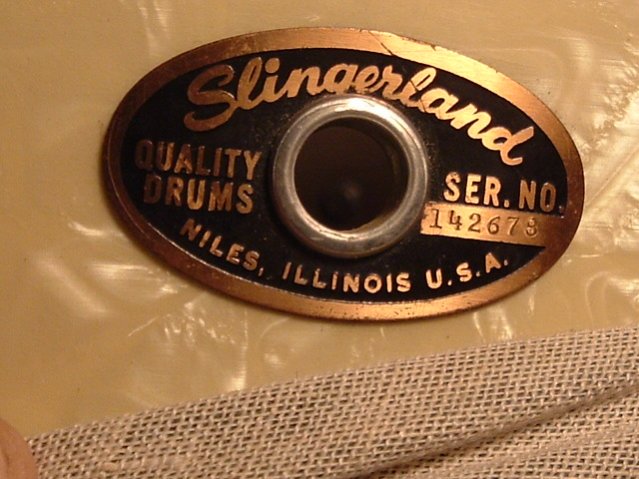 Slingerland
QUALITY
DRUMS
SER. NO.
142673
NILES, ILLINOIS U.S.A.